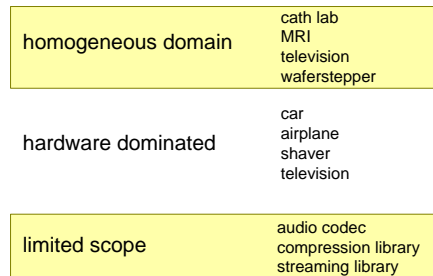 homogeneous domain
cath lab
MRI
television
waferstepper
hardware dominated
car
airplane
shaver
television
limited scope
audio codec
compression library
streaming library